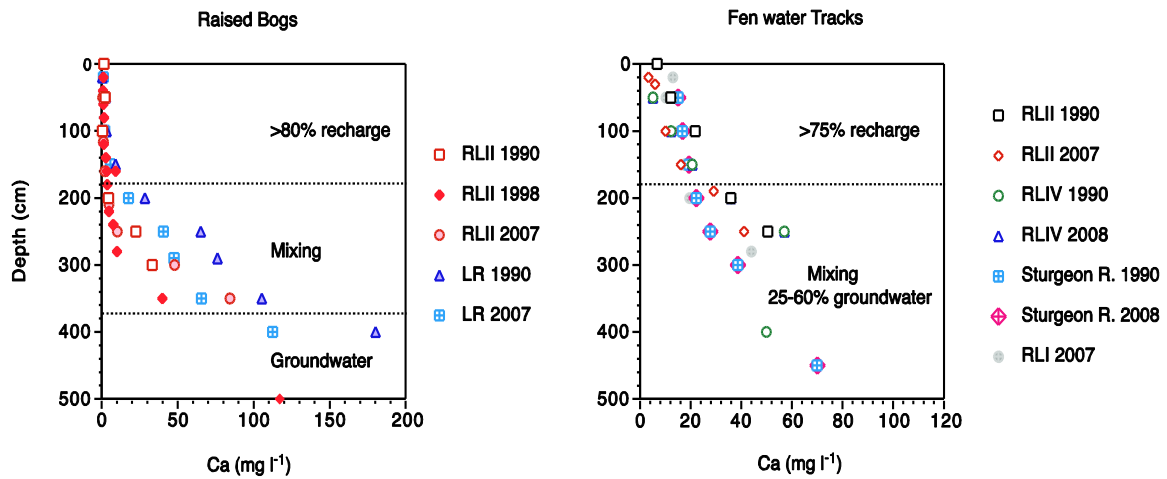 Raised Bogs
0
100
200
300
400
500
Depth (cm)
>80% recharge
Mixing
Groundwater
0
50
100
150
200
Ca (mg l-1)
RLII 1990
RLII 1998
RLII 2007
LR 1990
LR 2007
Fen water Tracks
0
100
200
300
400
500
>75% recharge
Mixing
25-60% groundwater
0
20
40
60
80
100
120
Ca (mg l-1)
RLII 1990
RLII 2007
RLIV 1990
RLIV 2008
Sturgeon R. 1990
Sturgeon R. 2008
RLI 2007